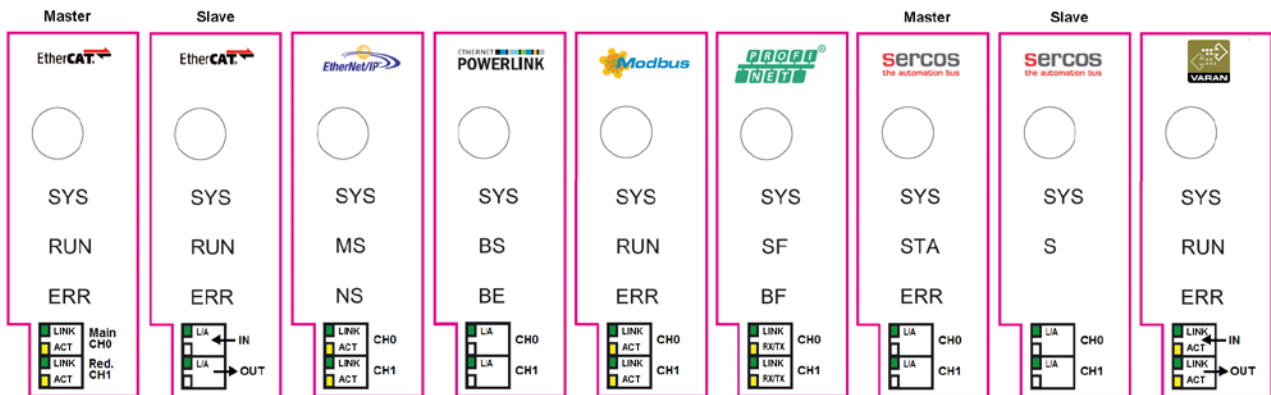 Master
EtherCAT
SYS
RUN
ERR
LINK
ACT
Main
CH0
LINK
ACT
Red.
CH1
Slave
EtherCAT
SYS
RUN
ERR
L/A
IN
L/A
OUT
EtherNet/IP
SYS
MS
NS
LINK
ACT
CH0
LINK
ACT
CH1
ETHERNET
POWERLINK
SYS
BS
BE
L/A
CH0
L/A
CH1
Modbus
SYS
RUN
ERR
LINK
ACT
CH0
LINK
ACT
CH1
PROFI®
NET
SYS
SF
BF
LINK
RX/TX
CH0
LINK
RX/TX
CH1
Master
sercos
the automation bus
SYS
STA
ERR
L/A
CH0
L/A
CH1
Slave
sercos
the automation bus
SYS
S
L/A
CH0
L/A
CH1
VARAN
SYS
RUN
ERR
LINK
ACT
IN
LINK
ACT
OUT